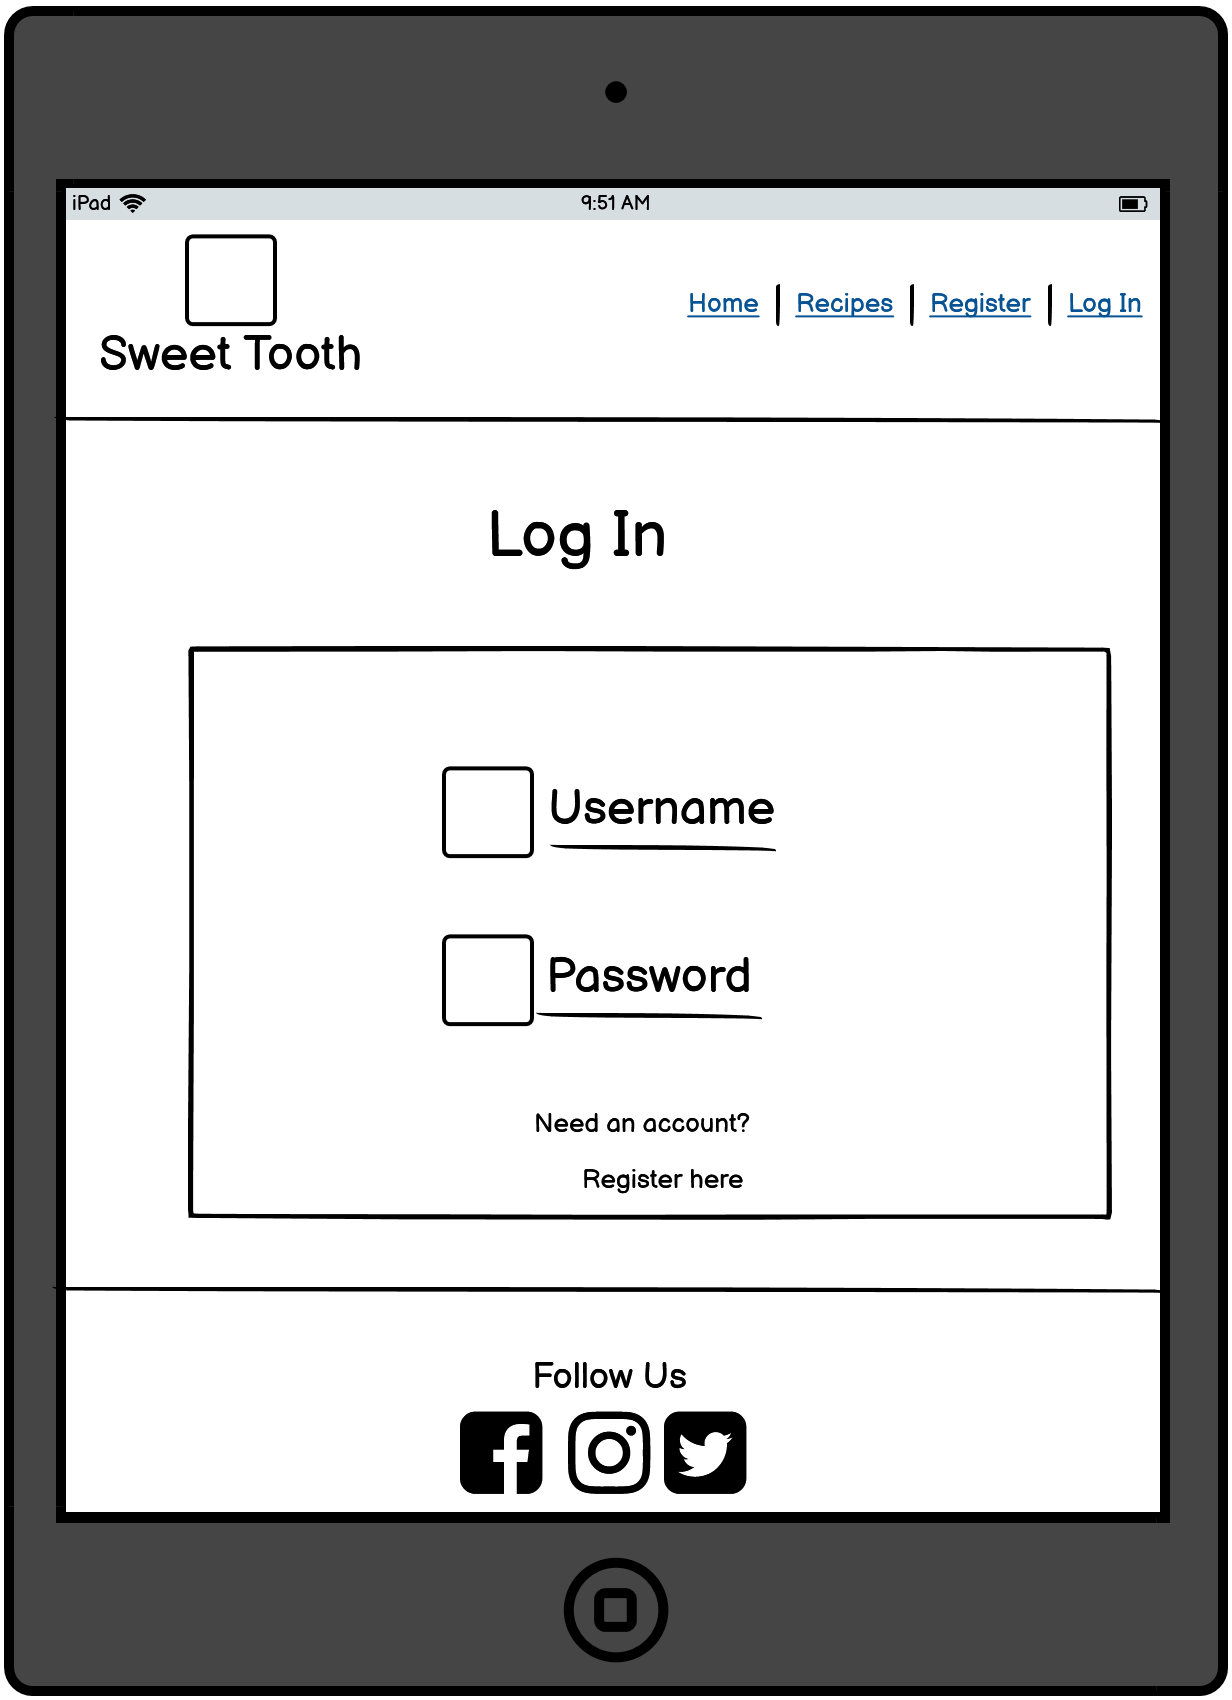 iPad 9:51 AM
Home Recipes Register Log In
Sweet Tooth
Log In
Username
Password
Need an account?
Register here
Follow Us